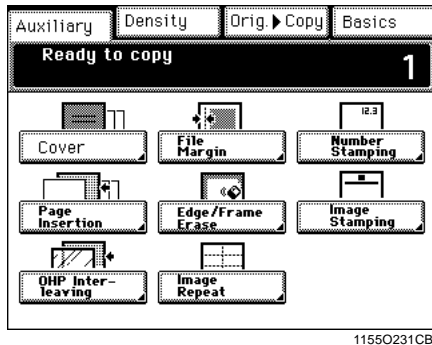 Auxiliary Density Orig.▶Copy Basics
Ready to copy 1
12.3
Cover File Margin Number Stamping
Page Insertion Edge/Frame Erase Image Stamping
OHP Inter-leaving Image Repeat
1155O231CB